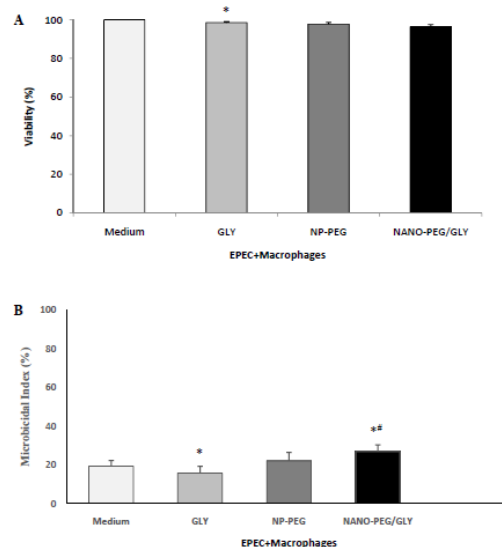 A
100
80
60
40
20
0
Viability (%)
*
Medium GLY NP-PEG NANO-PEG/GLY
EPEC+Macrophages
B
100
80
60
40
20
0
Microbicidal Index (%)
*
*#
Medium GLY NP-PEG NANO-PEG/GLY
EPEC+Macrophages